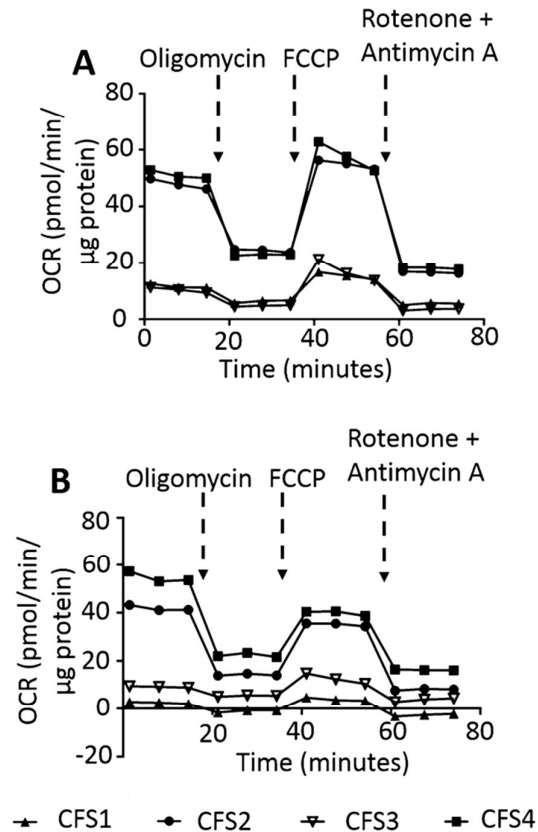 Rotenone +
A Oligomycin FCCP Antimycin A
80
60
40
20
0
OCR (pmol/min/
µg protein)
0 20 40 60 80
Time (minutes)
Rotenone +
B Oligomycin FCCP Antimycin A
80
60
40
20
0
-20
OCR (pmol/min/
µg protein)
20 40 60 80
Time (minutes)
CFS1 CFS2 CFS3 CFS4